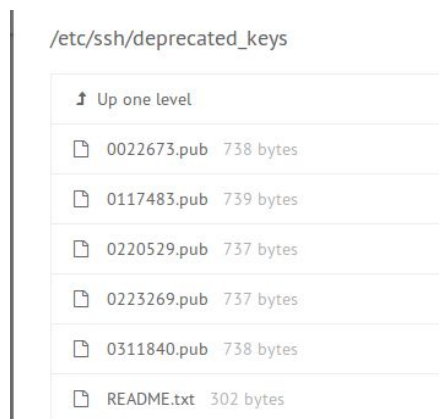 /etc/ssh/deprecated_keys
Up one level
0022673.pub 738 bytes
0117483.pub 739 bytes
0220529.pub 737 bytes
0223269.pub 737 bytes
0311840.pub 738 bytes
README.txt 302 bytes